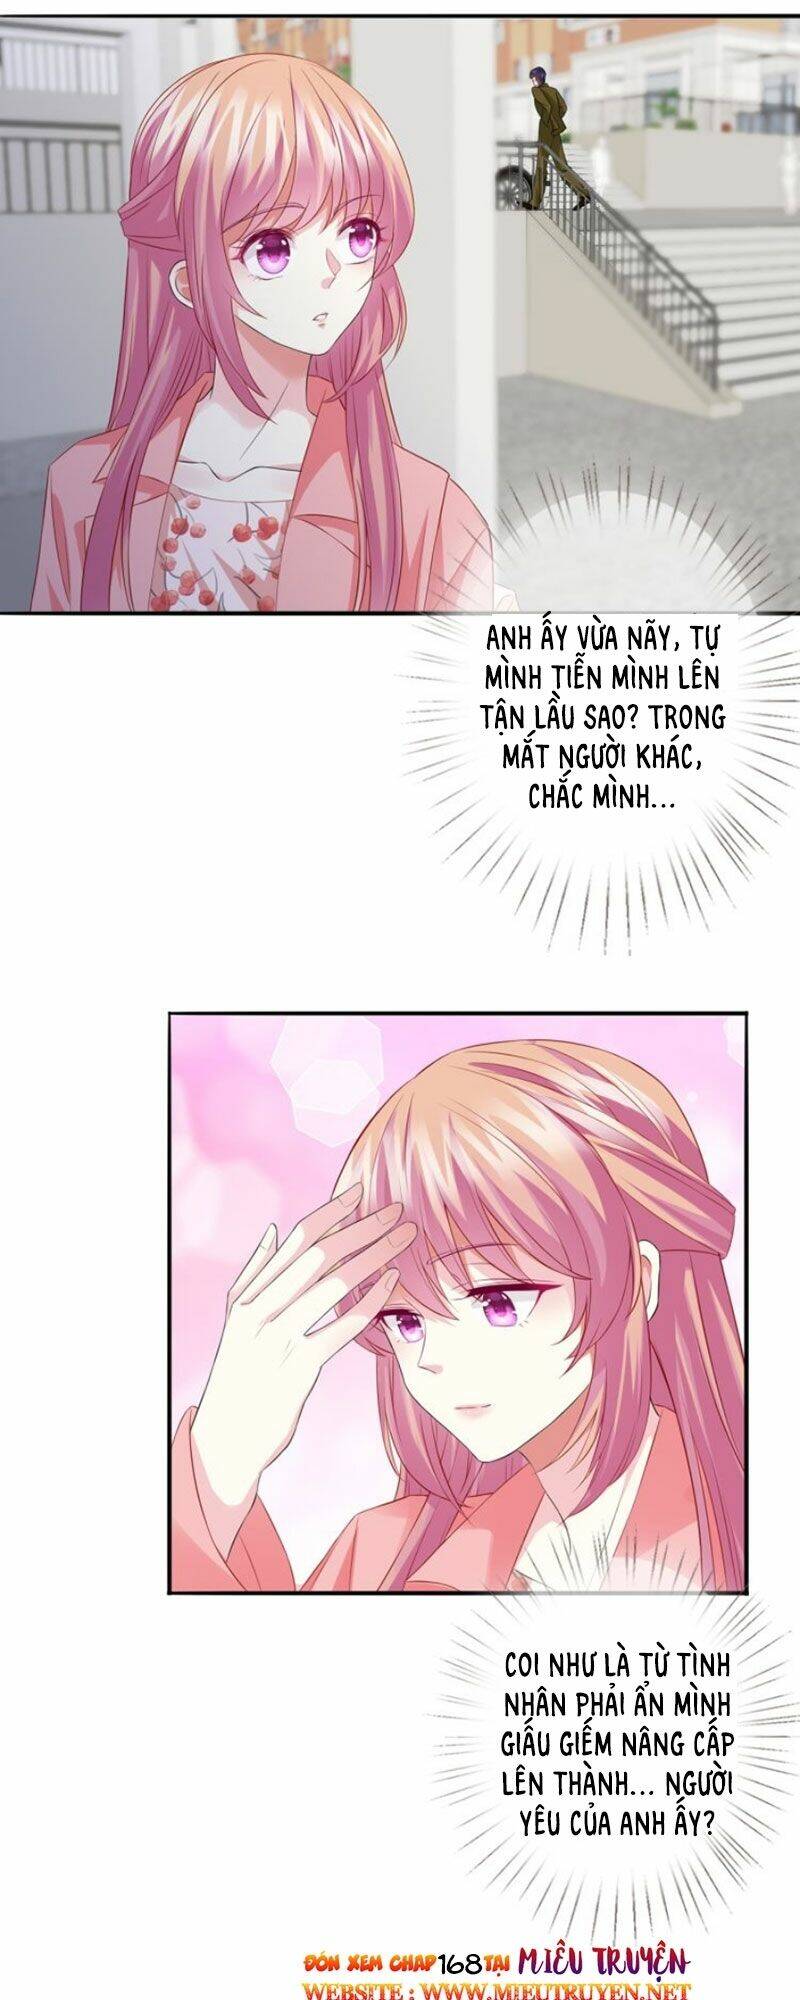 ANH ẤY VỪA NÃY, TỰ
MÌNH TIỄN MÌNH LÊN
TẬN LẦU SAO? TRONG
MẮT NGƯỜI KHÁC,
CHẮC MÌNH...
COI NHƯ LÀ TỪ TÌNH
NHÂN PHẢI ẨN MÌNH
GIẤU GIẾM NÂNG CẤP
LÊN THÀNH... NGƯỜI
YÊU CỦA ANH ẤY?
ĐÓN XEM CHAP 168 TẠI MIÊU TRUYỆN
WEBSITE : WWW.MIEUTRUYEN.NET